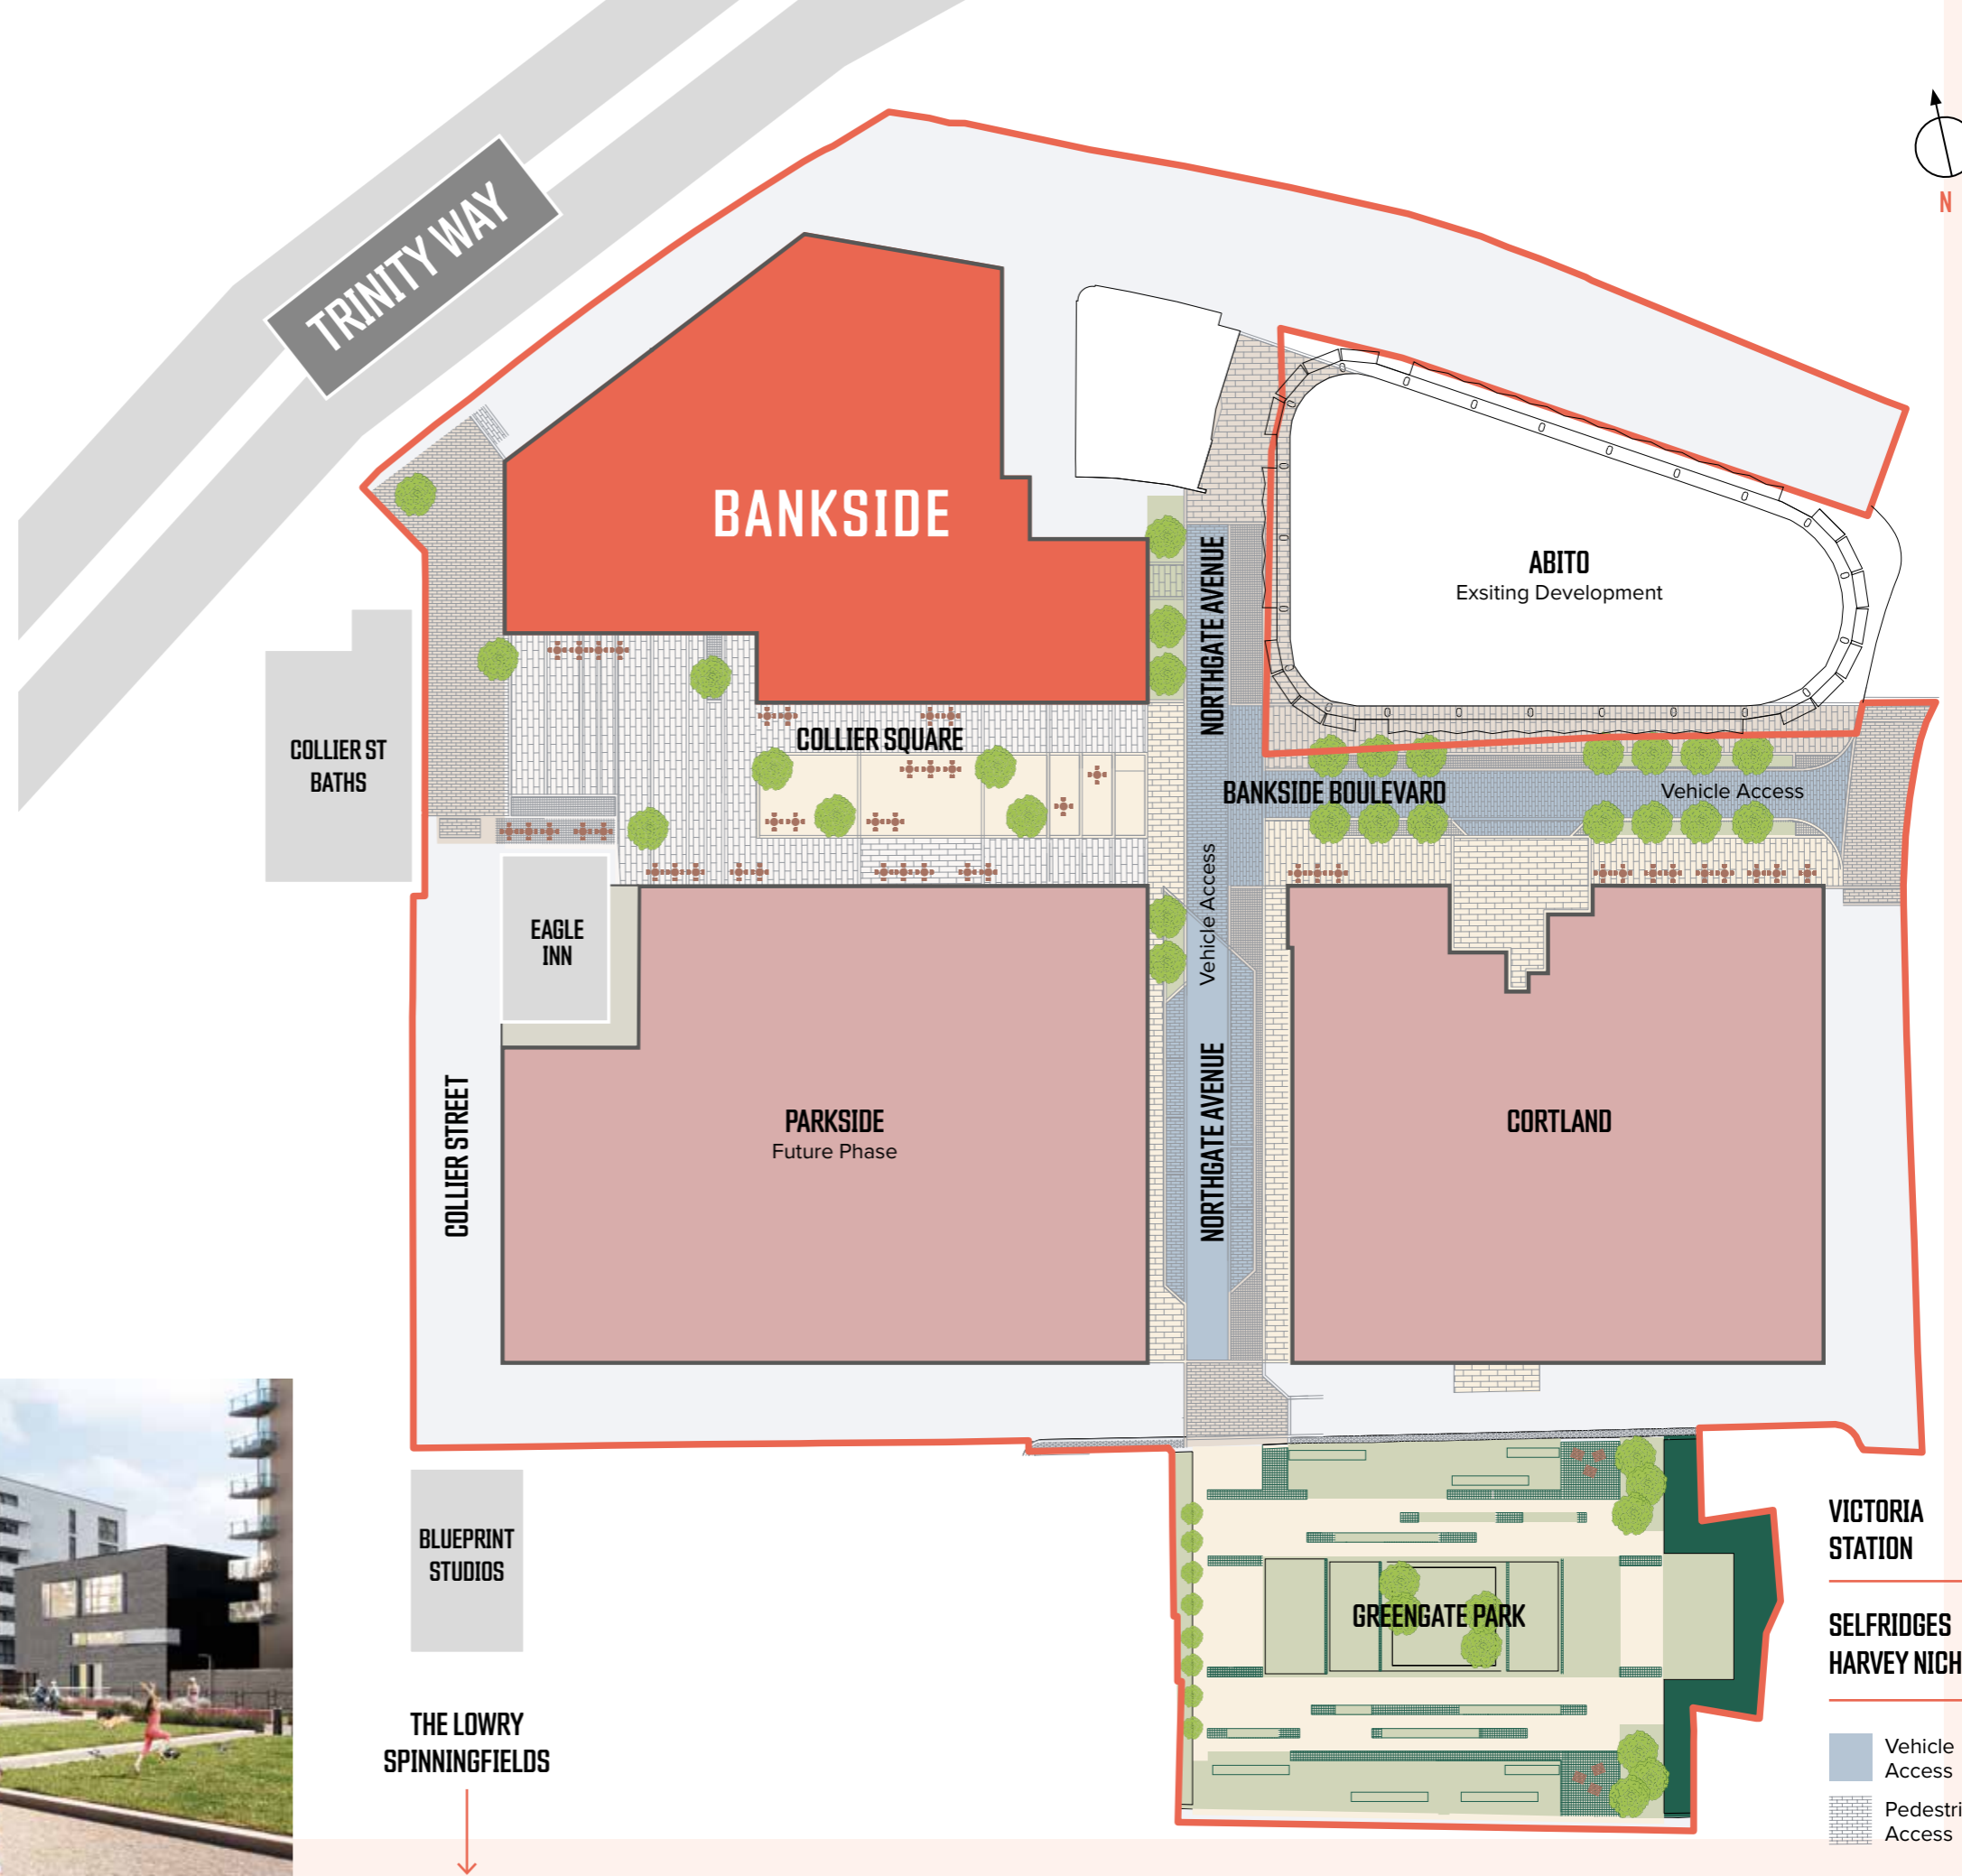 TRINITY WAY
N
BANKSIDE
NORTHGATE AVENUE
ABITO
Exsiting Development
COLLIER ST
BATHS
COLLIER SQUARE
BANKSIDE BOULEVARD
Vehicle Access
Vehicle Access
EAGLE
INN
COLLIER STREET
PARKSIDE
Future Phase
NORTHGATE AVENUE
CORTLAND
BLUEPRINT
STUDIOS
GREENGATE PARK
VICTORIA
STATION
SELFRIDGES
HARVEY NICH
THE LOWRY
SPINNINGFIELDS
Vehicle
Access
Pedestri
Access